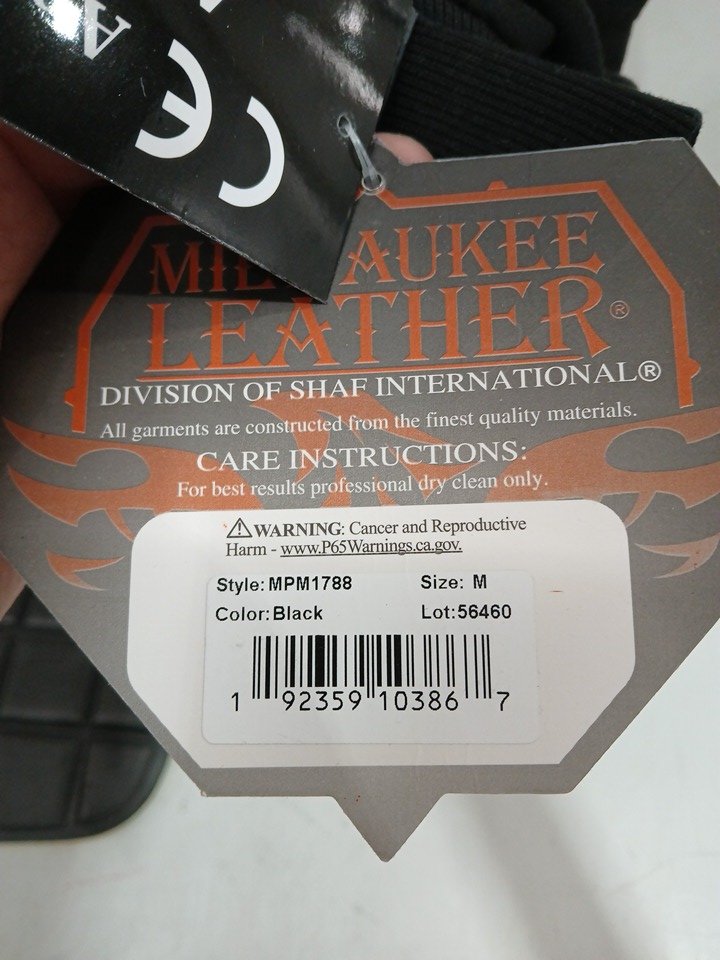 CE
MILWAUKEE
LEATHER®
DIVISION OF SHAF INTERNATIONAL®
All garments are constructed from the finest quality materials.
CARE INSTRUCTIONS:
For best results professional dry clean only.
⚠WARNING: Cancer and Reproductive
Harm - www.P65Warnings.ca.gov.
Style: MPM1788 Size: M
Color: Black Lot: 56460
1 92359 10386 7